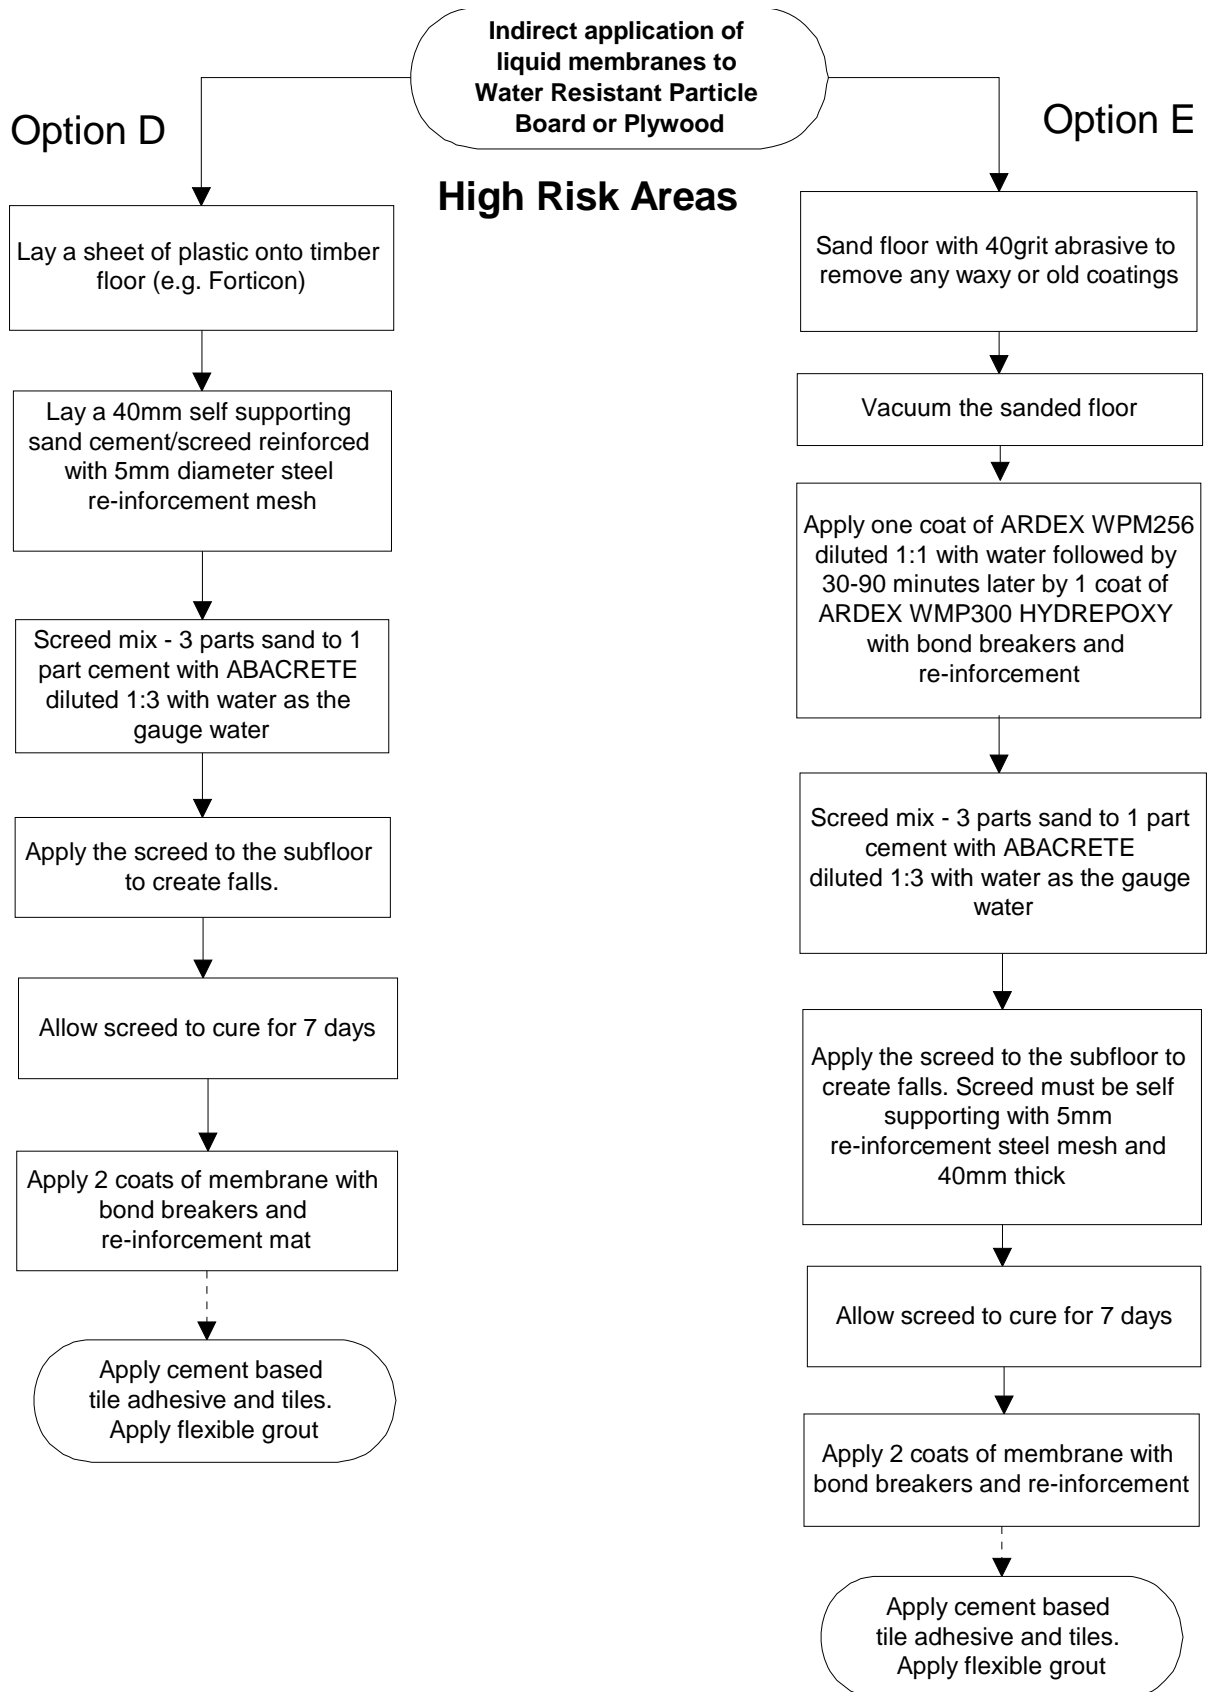 Indirect application of
liquid membranes to
Water Resistant Particle
Board or Plywood
High Risk Areas
Option D
Lay a sheet of plastic onto timber
floor (e.g. Forticon)
Lay a 40mm self supporting
sand cement/screed reinforced
with 5mm diameter steel
re-inforcement mesh
Screed mix - 3 parts sand to 1
part cement with ABACRETE
diluted 1:3 with water as the
gauge water
Apply the screed to the subfloor
to create falls.
Allow screed to cure for 7 days
Apply 2 coats of membrane with
bond breakers and
re-inforcement mat
Apply cement based
tile adhesive and tiles.
Apply flexible grout
Option E
Sand floor with 40grit abrasive to
remove any waxy or old coatings
Vacuum the sanded floor
Apply one coat of ARDEX WPM256
diluted 1:1 with water followed by
30-90 minutes later by 1 coat of
ARDEX WMP300 HYDREPOXY
with bond breakers and
re-inforcement
Screed mix - 3 parts sand to 1 part
cement with ABACRETE
diluted 1:3 with water as the gauge
water
Apply the screed to the subfloor to
create falls. Screed must be self
supporting with 5mm
re-inforcement steel mesh and
40mm thick
Allow screed to cure for 7 days
Apply 2 coats of membrane with
bond breakers and re-inforcement
Apply cement based
tile adhesive and tiles.
Apply flexible grout